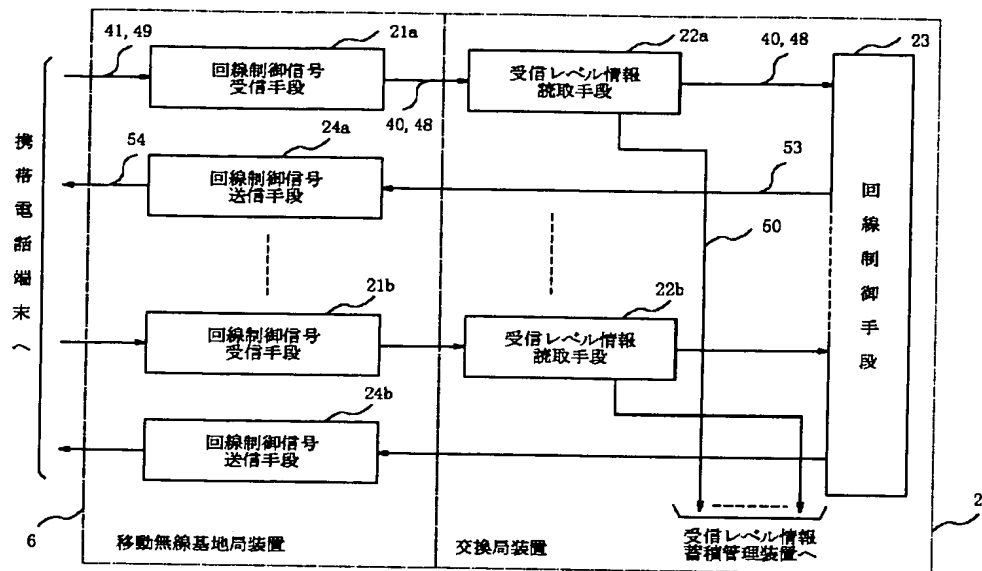 41, 49
21a
回線制御信号
受信手段
40, 48
22a
受信レベル情報
読取手段
40, 48
23
携帯電話端末へ
54
24a
回線制御信号
送信手段
53
回線制御手段
50
21b
回線制御信号
受信手段
22b
受信レベル情報
読取手段
24b
回線制御信号
送信手段
6
移動無線基地局装置
交換局装置
受信レベル情報
蓄積管理装置へ
2